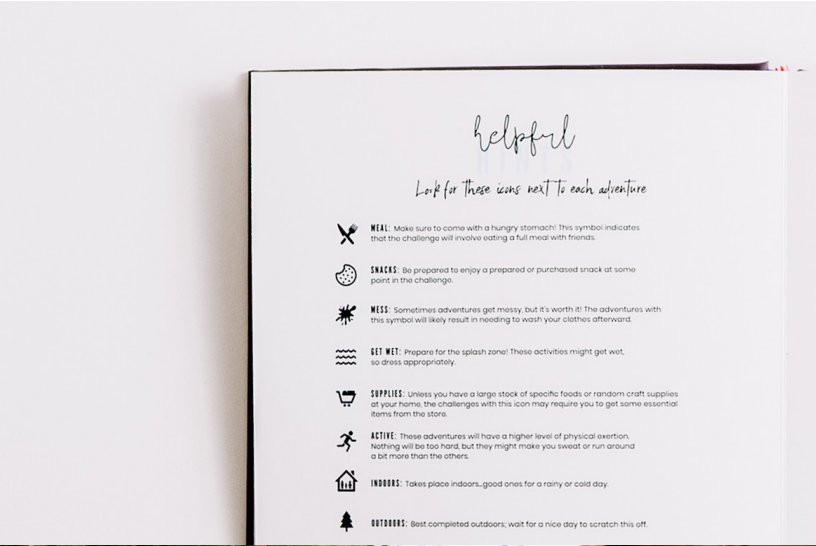 helpful
HINTS
Look for these icons next to each adventure
MEAL: Make sure to come with a hungry stomach! This symbol indicates
that the challenge will involve eating a full meal with friends.
SNACKS: Be prepared to enjoy a prepared or purchased snack at some
point in the challenge.
MESS: Sometimes adventures get messy, but it's worth it! The adventures with
this symbol will likely result in needing to wash your clothes afterward.
GET WET: Prepare for the splash zone! These activities might get wet,
so dress appropriately.
SUPPLIES: Unless you have a large stock of specific foods or random craft supplies
at your home, the challenges with this icon may require you to get some essential
items from the store.
ACTIVE: These adventures will have a higher level of physical exertion.
Nothing will be too hard, but they might make you sweat or run around
a bit more than the others.
INDOORS: Takes place indoors...good ones for a rainy or cold day.
OUTDOORS: Best completed outdoors; wait for a nice day to scratch this off.